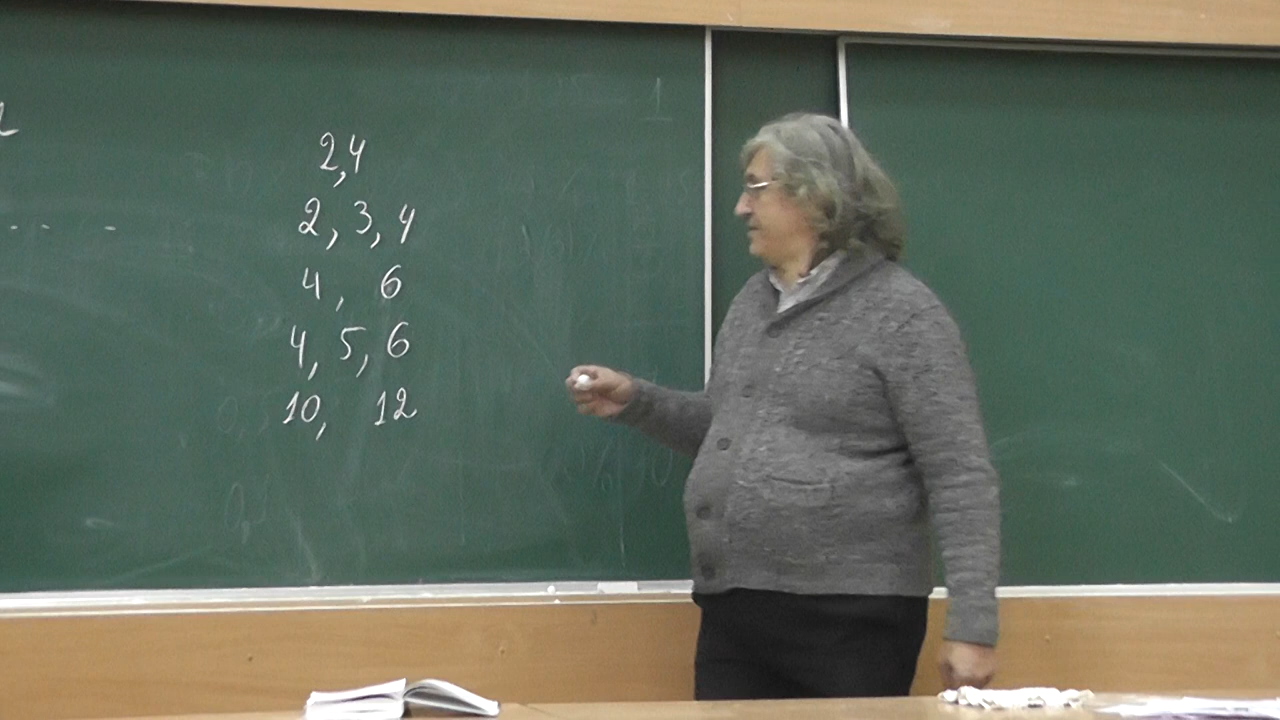 2,4
2, 3, 4
4, 6
4, 5, 6
10, 12